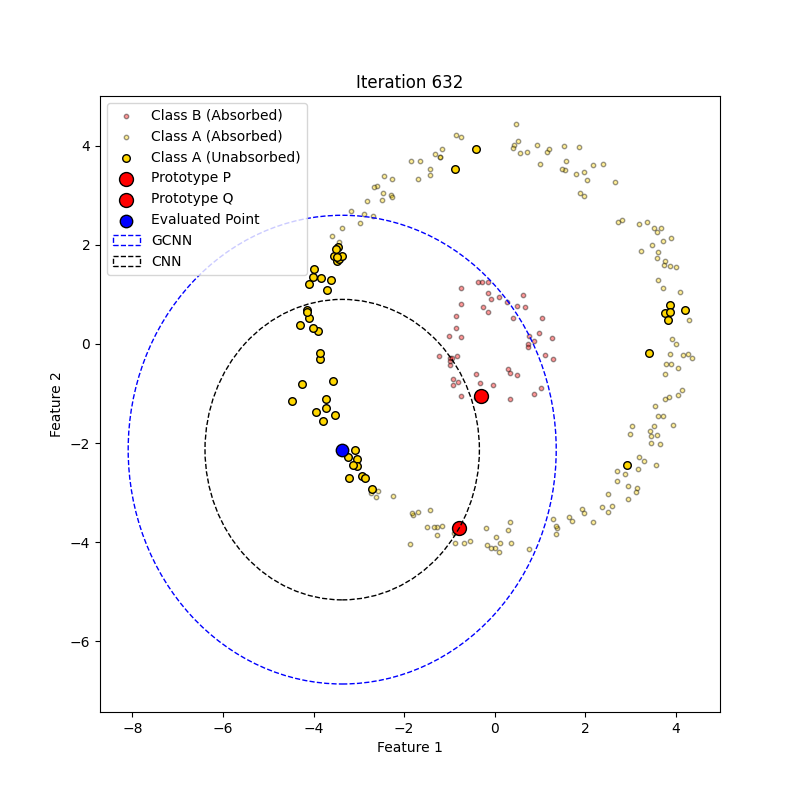 Iteration 632
Class B (Absorbed)
Class A (Absorbed)
Class A (Unabsorbed)
Prototype P
Prototype Q
Evaluated Point
GCNN
CNN
4
2
0
−2
−4
−6
Feature 2
−8
−6
−4
−2
0
2
4
Feature 1